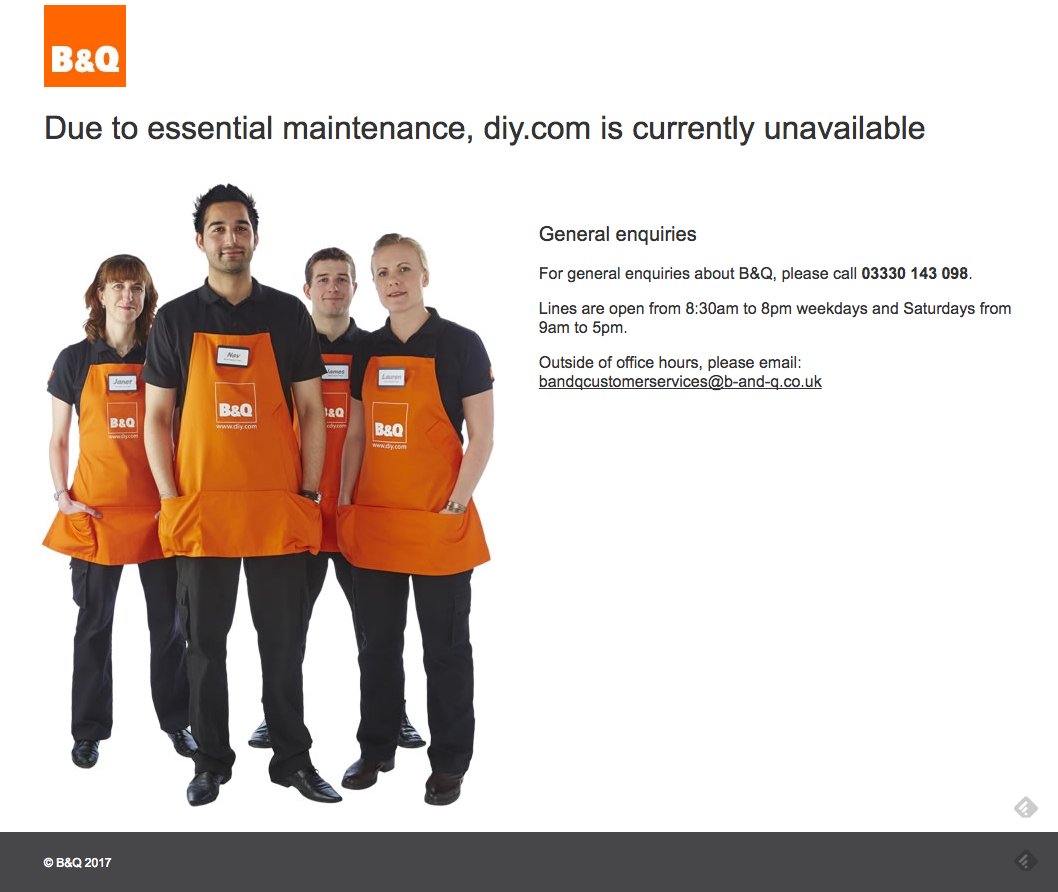 B&Q
Due to essential maintenance, diy.com is currently unavailable
General enquiries
For general enquiries about B&Q, please call 03330 143 098.
Lines are open from 8:30am to 8pm weekdays and Saturdays from
9am to 5pm.
Outside of office hours, please email:
bandqcustomerservices@b-and-q.co.uk
Nav
Janet
James
Lauren
B&Q
www.diy.com
B&Q
www.diy.com
B&Q
B&Q
www.diy.com
© B&Q 2017